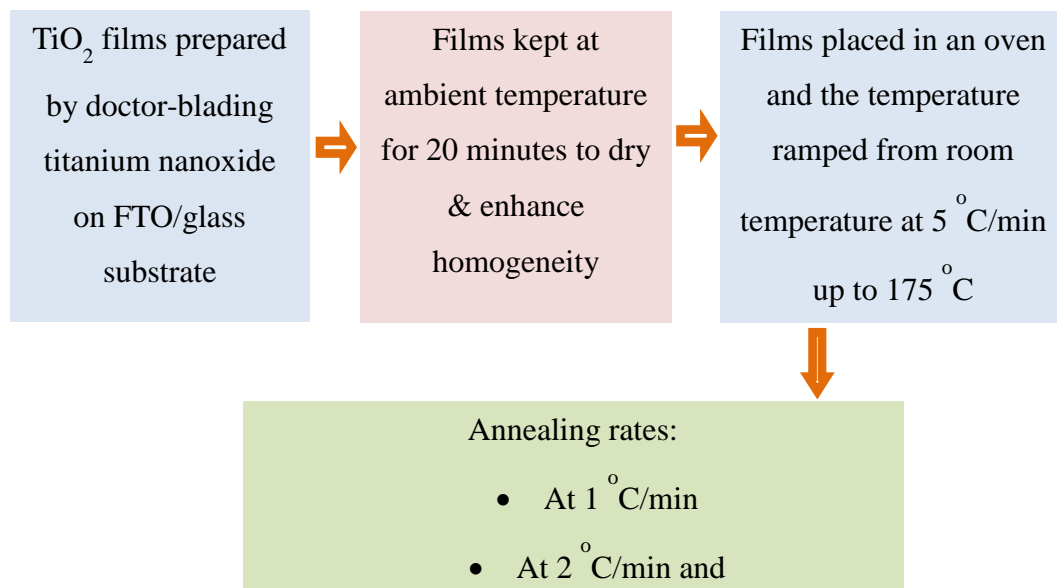 TiO₂ films prepared
by doctor-blading
titanium nanoxide
on FTO/glass
substrate
Films kept at
ambient temperature
for 20 minutes to dry
& enhance
homogeneity
Films placed in an oven
and the temperature
ramped from room
temperature at 5 °C/min
up to 175 °C
Annealing rates:
• At 1 °C/min
• At 2 °C/min and